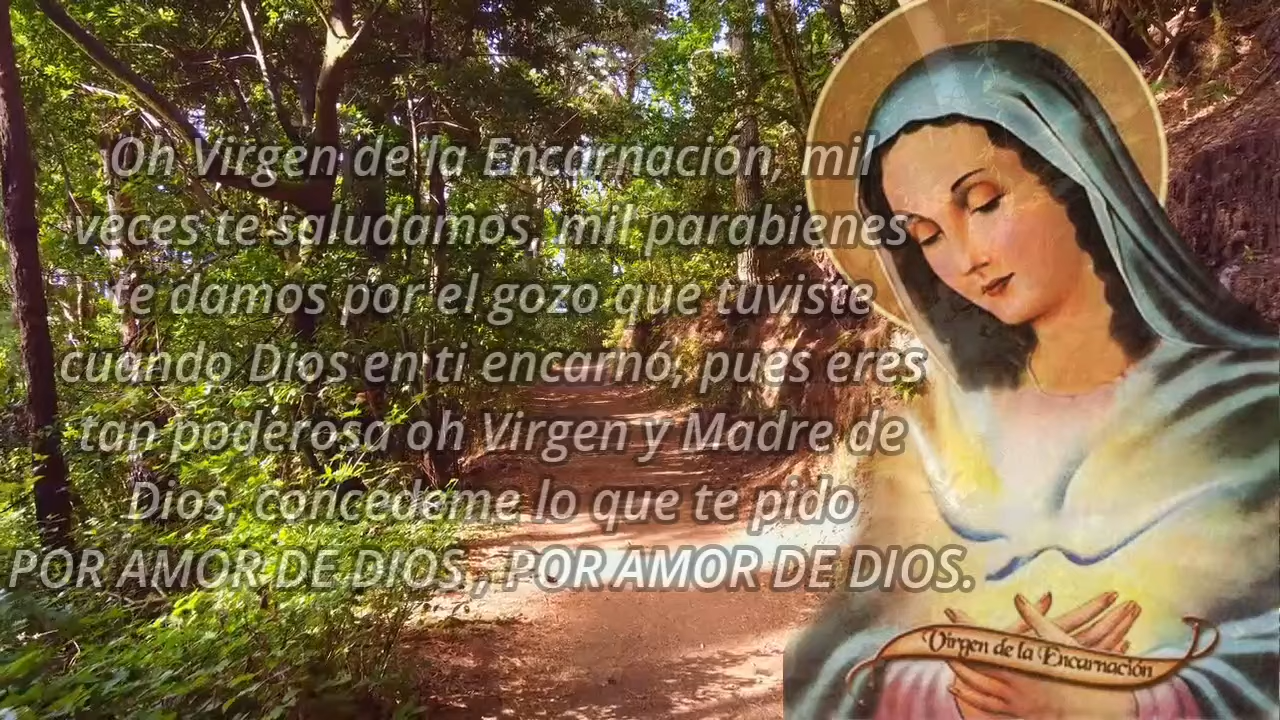 Oh Virgen de la Encarnación, mil
veces te saludamos, mil parabienes
te damos por el gozo que tuviste
cuando Dios en ti encarnó, pues eres
tan poderosa oh Virgen y Madre de
Dios, concédeme lo que te pido
POR AMOR DE DIOS , POR AMOR DE DIOS.
Virgen de la Encarnación